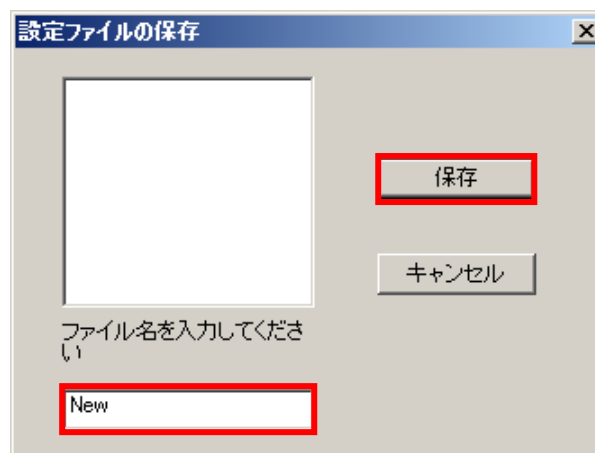 設定ファイルの保存
保存
キャンセル
ファイル名を入力してくださ
い
New